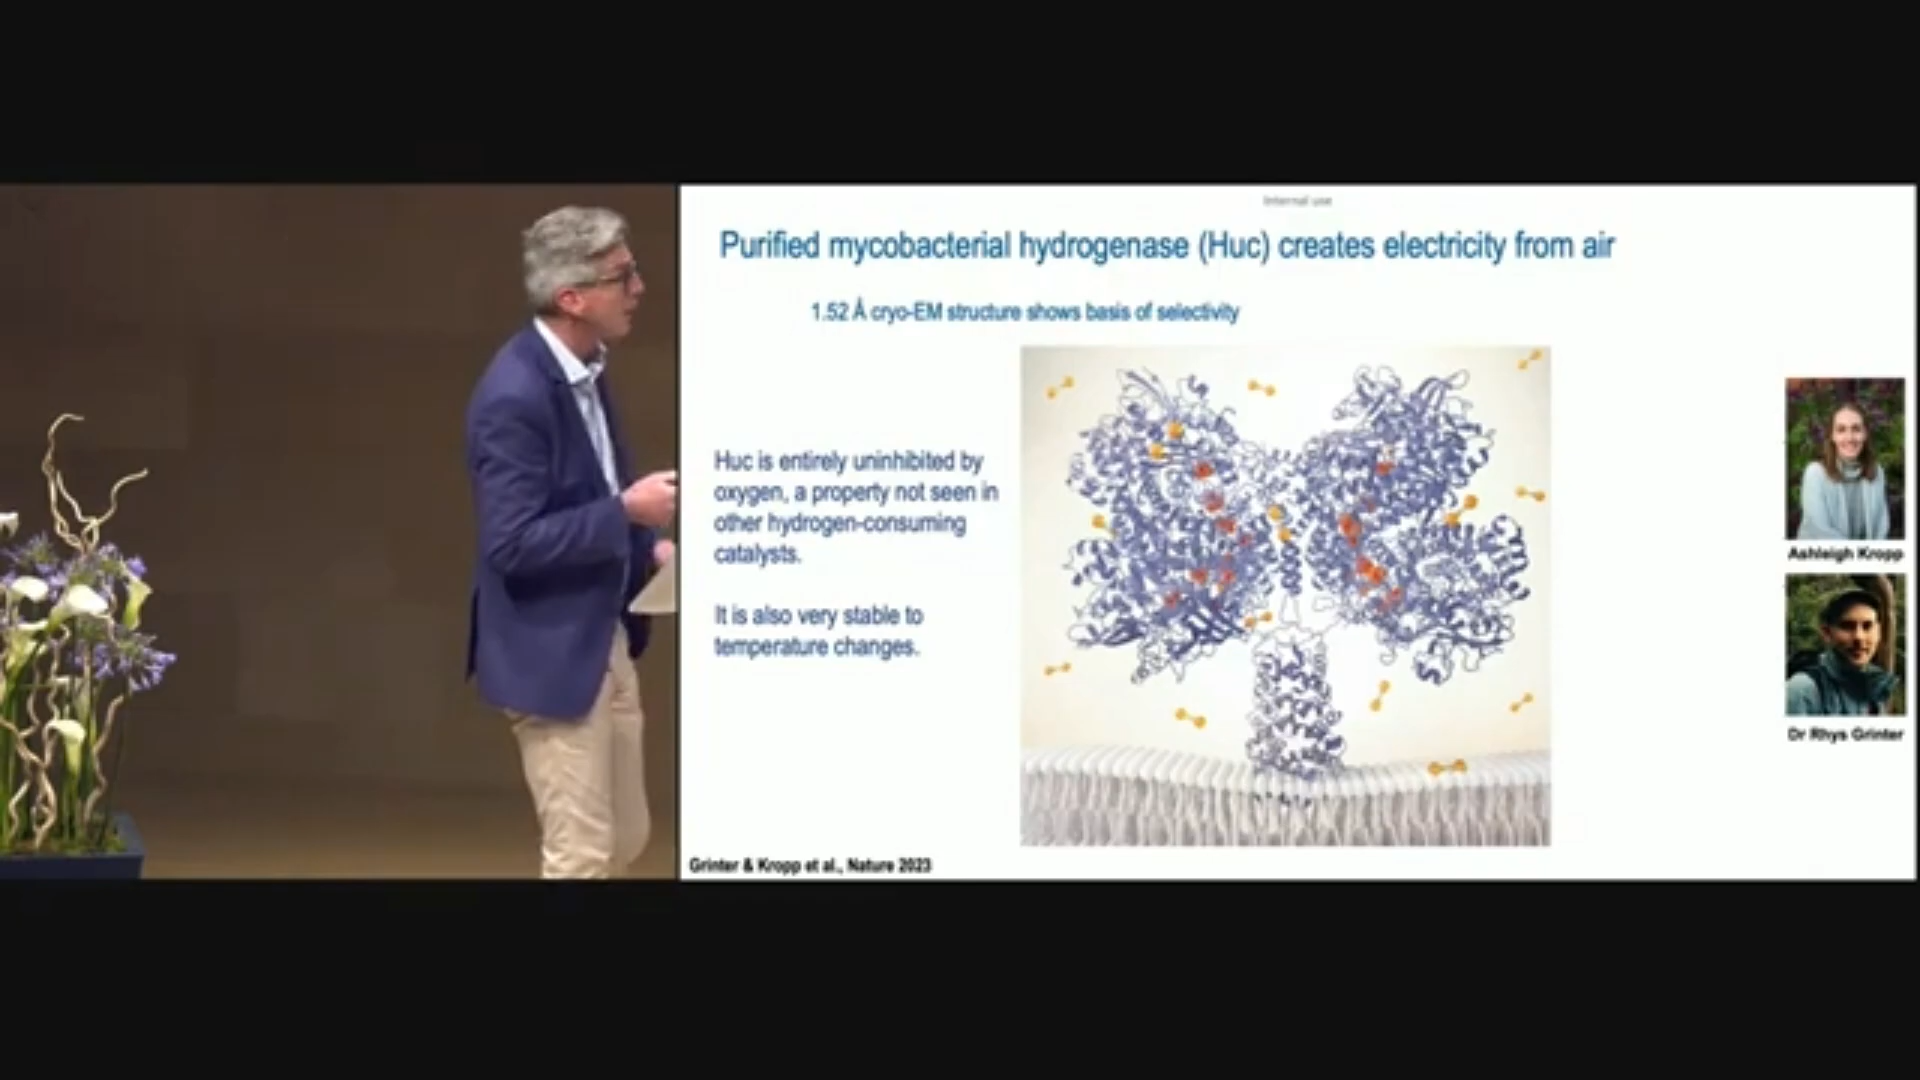 Internal use
Purified mycobacterial hydrogenase (Huc) creates electricity from air
1.52 Å cryo-EM structure shows basis of selectivity
Huc is entirely uninhibited by
oxygen, a property not seen in
other hydrogen-consuming
catalysts.
It is also very stable to
temperature changes.
Ashleigh Kropp
Dr Rhys Grinter
Grinter & Kropp et al., Nature 2023